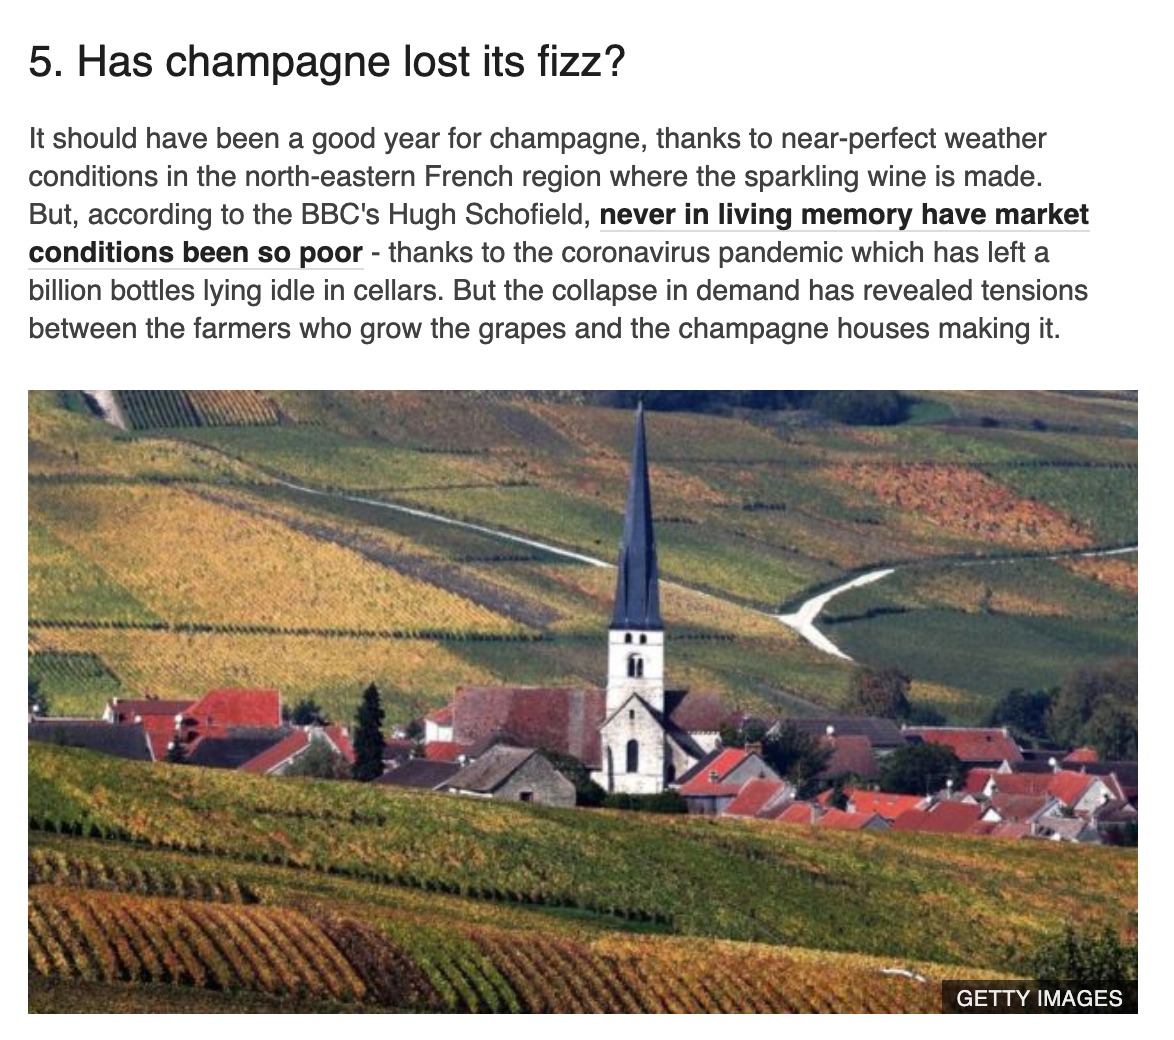 5. Has champagne lost its fizz?
It should have been a good year for champagne, thanks to near-perfect weather
conditions in the north-eastern French region where the sparkling wine is made.
But, according to the BBC's Hugh Schofield, never in living memory have market
conditions been so poor - thanks to the coronavirus pandemic which has left a
billion bottles lying idle in cellars. But the collapse in demand has revealed tensions
between the farmers who grow the grapes and the champagne houses making it.
GETTY IMAGES